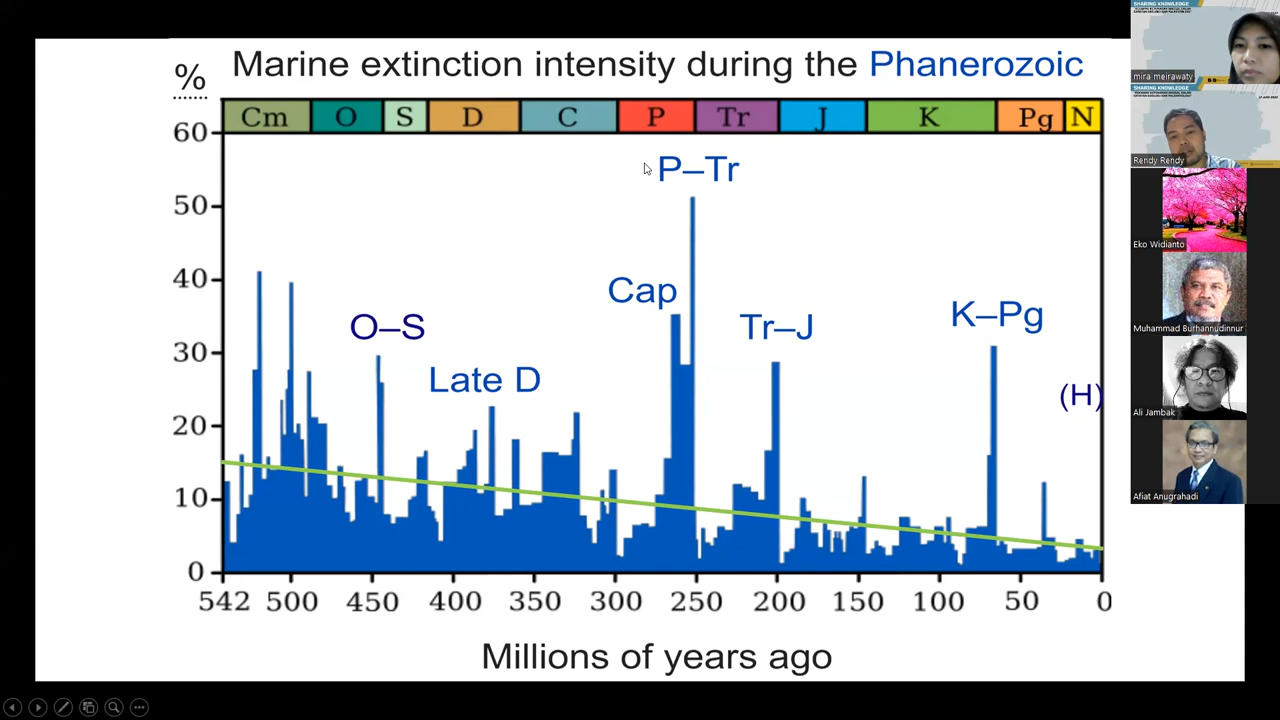 Marine extinction intensity during the Phanerozoic
%
Cm O S D C P Tr J K Pg N
60
50
40
30
20
10
0
P–Tr
Cap
O–S
Tr–J
K–Pg
Late D
(H)
542 500 450 400 350 300 250 200 150 100 50 0
Millions of years ago
SHARING KNOWLEDGE
mira meirawaty
SHARING KNOWLEDGE
Rendy Rendy
Eko Widianto
Muhammad Burhannudinnur
Ali Jambak
Afiat Anugrahadi